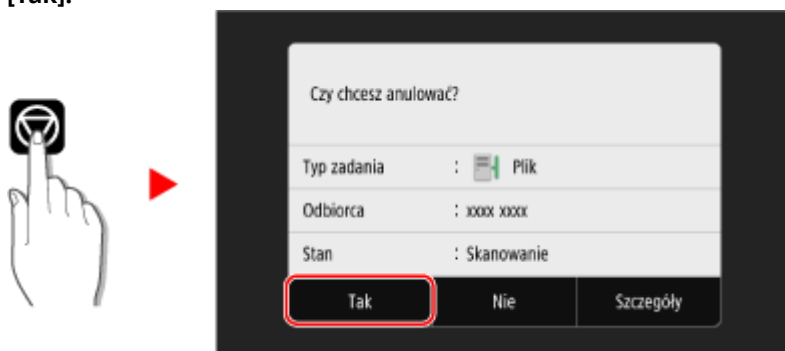 [Tak].
Czy chcesz anulować?
Typ zadania : Plik
Odbiorca : xxxx xxxx
Stan : Skanowanie
Tak Nie Szczegóły